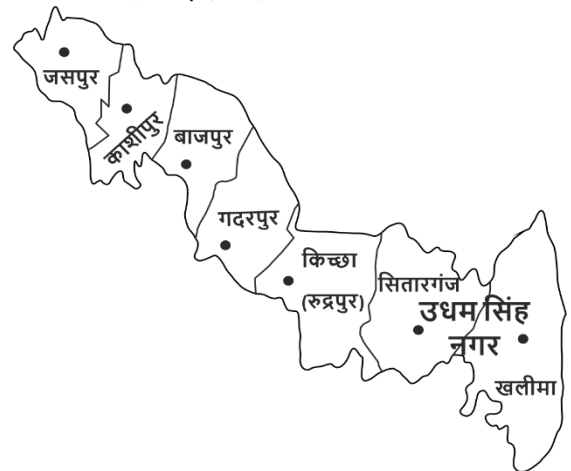 जसपुर
काशीपुर
बाजपुर
गदरपुर
किच्छा
(रुद्रपुर)
सितारगंज
उधम सिंह
नगर
खलीमा